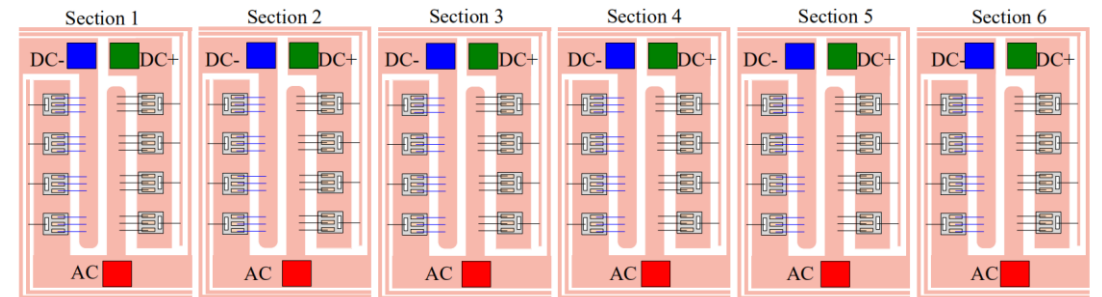 Section 1 Section 2 Section 3 Section 4 Section 5 Section 6
DC- DC+ DC- DC+ DC- DC+ DC- DC+ DC- DC+ DC- DC+
AC AC AC AC AC AC